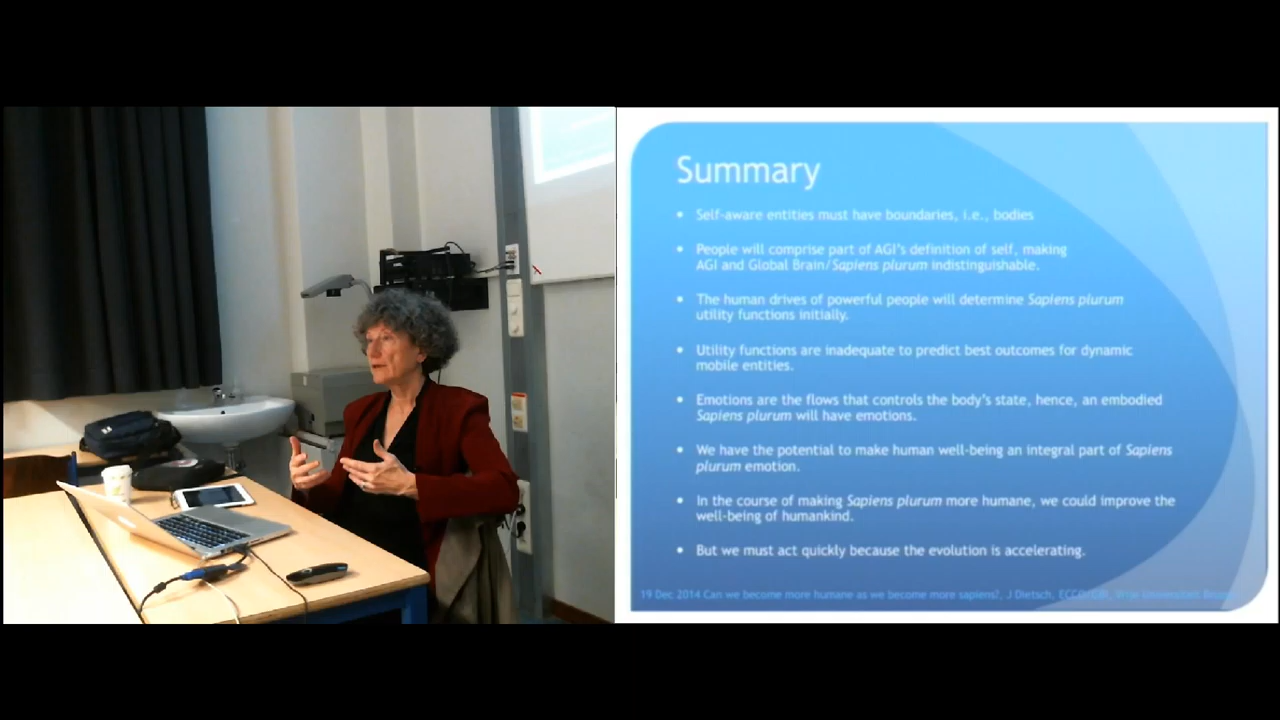 Summary
• Self-aware entities must have boundaries, i.e., bodies
• People will comprise part of AGI's definition of self, making
AGI and Global Brain/Sapiens plurum indistinguishable.
• The human drives of powerful people will determine Sapiens plurum
utility functions initially.
• Utility functions are inadequate to predict best outcomes for dynamic
mobile entities.
• Emotions are the flows that controls the body's state, hence, an embodied
Sapiens plurum will have emotions.
• We have the potential to make human well-being an integral part of Sapiens
plurum emotion.
• In the course of making Sapiens plurum more humane, we could improve the
well-being of humankind.
• But we must act quickly because the evolution is accelerating.
19 Dec 2014 Can we become more humane as we become more sapiens?, J Dietsch,